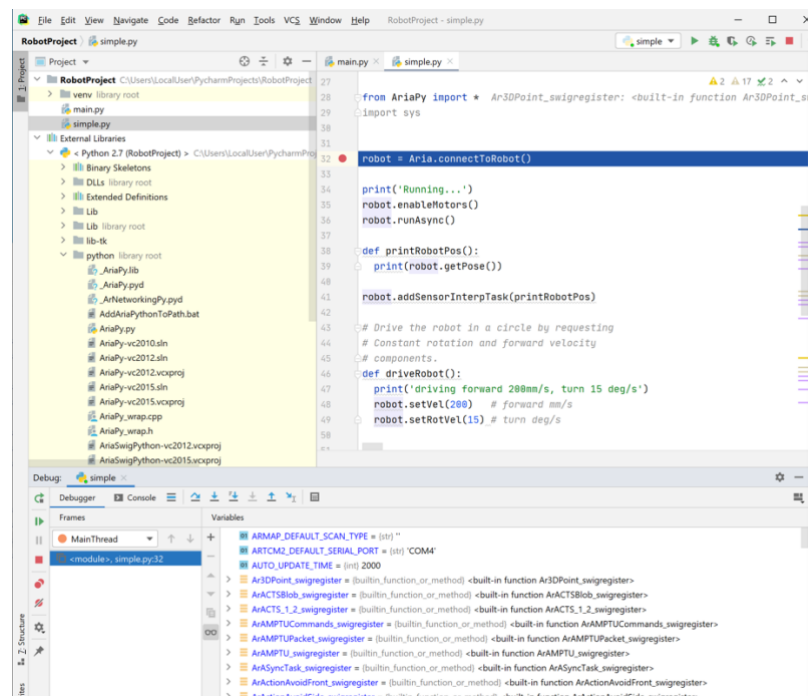 File Edit View Navigate Code Refactor Run Tools VCS Window Help RobotProject - simple.py
RobotProject simple.py simple
1: Project
Project
main.py simple.py
RobotProject C:\Users\LocalUser\PycharmProjects\RobotProject
venv library root
main.py
simple.py
External Libraries
< Python 2.7 (RobotProject) > C:\Users\LocalUser\PycharmProj
Binary Skeletons
DLLs library root
Extended Definitions
Lib
Lib library root
lib-tk
python library root
_AriaPy.lib
_AriaPy.pyd
_ArNetworkingPy.pyd
AddAriaPythonToPath.bat
AriaPy.py
AriaPy-vc2010.sln
AriaPy-vc2012.sln
AriaPy-vc2012.vcxproj
AriaPy-vc2015.sln
AriaPy-vc2015.vcxproj
AriaPy_wrap.cpp
AriaPy_wrap.h
AriaSwigPython-vc2012.vcxproj
AriaSwigPython-vc2015.vcxproj
2 17 2
27
28 from AriaPy import * Ar3DPoint_swigregister: <built-in function Ar3DPoint_s
29 import sys
30
31
32 robot = Aria.connectToRobot()
33
34 print('Running...')
35 robot.enableMotors()
36 robot.runAsync()
37
38 def printRobotPos():
39 print(robot.getPose())
40
41 robot.addSensorInterpTask(printRobotPos)
42
43 # Drive the robot in a circle by requesting
44 # Constant rotation and forward velocity
45 # components.
46 def driveRobot():
47 print('driving forward 200mm/s, turn 15 deg/s')
48 robot.setVel(200) # forward mm/s
49 robot.setRotVel(15) # turn deg/s
50
Debug: simple
Debugger Console
Frames
MainThread
<module>, simple.py:32
Variables
ARMAP_DEFAULT_SCAN_TYPE = {str} ''
ARTCM2_DEFAULT_SERIAL_PORT = {str} 'COM4'
AUTO_UPDATE_TIME = {int} 2000
Ar3DPoint_swigregister = {builtin_function_or_method} <built-in function Ar3DPoint_swigregister>
ArACTSBlob_swigregister = {builtin_function_or_method} <built-in function ArACTSBlob_swigregister>
ArACTS_1_2_swigregister = {builtin_function_or_method} <built-in function ArACTS_1_2_swigregister>
ArAMPTUCommands_swigregister = {builtin_function_or_method} <built-in function ArAMPTUCommands_swigregister>
ArAMPTUPacket_swigregister = {builtin_function_or_method} <built-in function ArAMPTUPacket_swigregister>
ArAMPTU_swigregister = {builtin_function_or_method} <built-in function ArAMPTU_swigregister>
ArASyncTask_swigregister = {builtin_function_or_method} <built-in function ArASyncTask_swigregister>
ArActionAvoidFront_swigregister = {builtin_function_or_method} <built-in function ArActionAvoidFront_swigregister>
Z: Structure